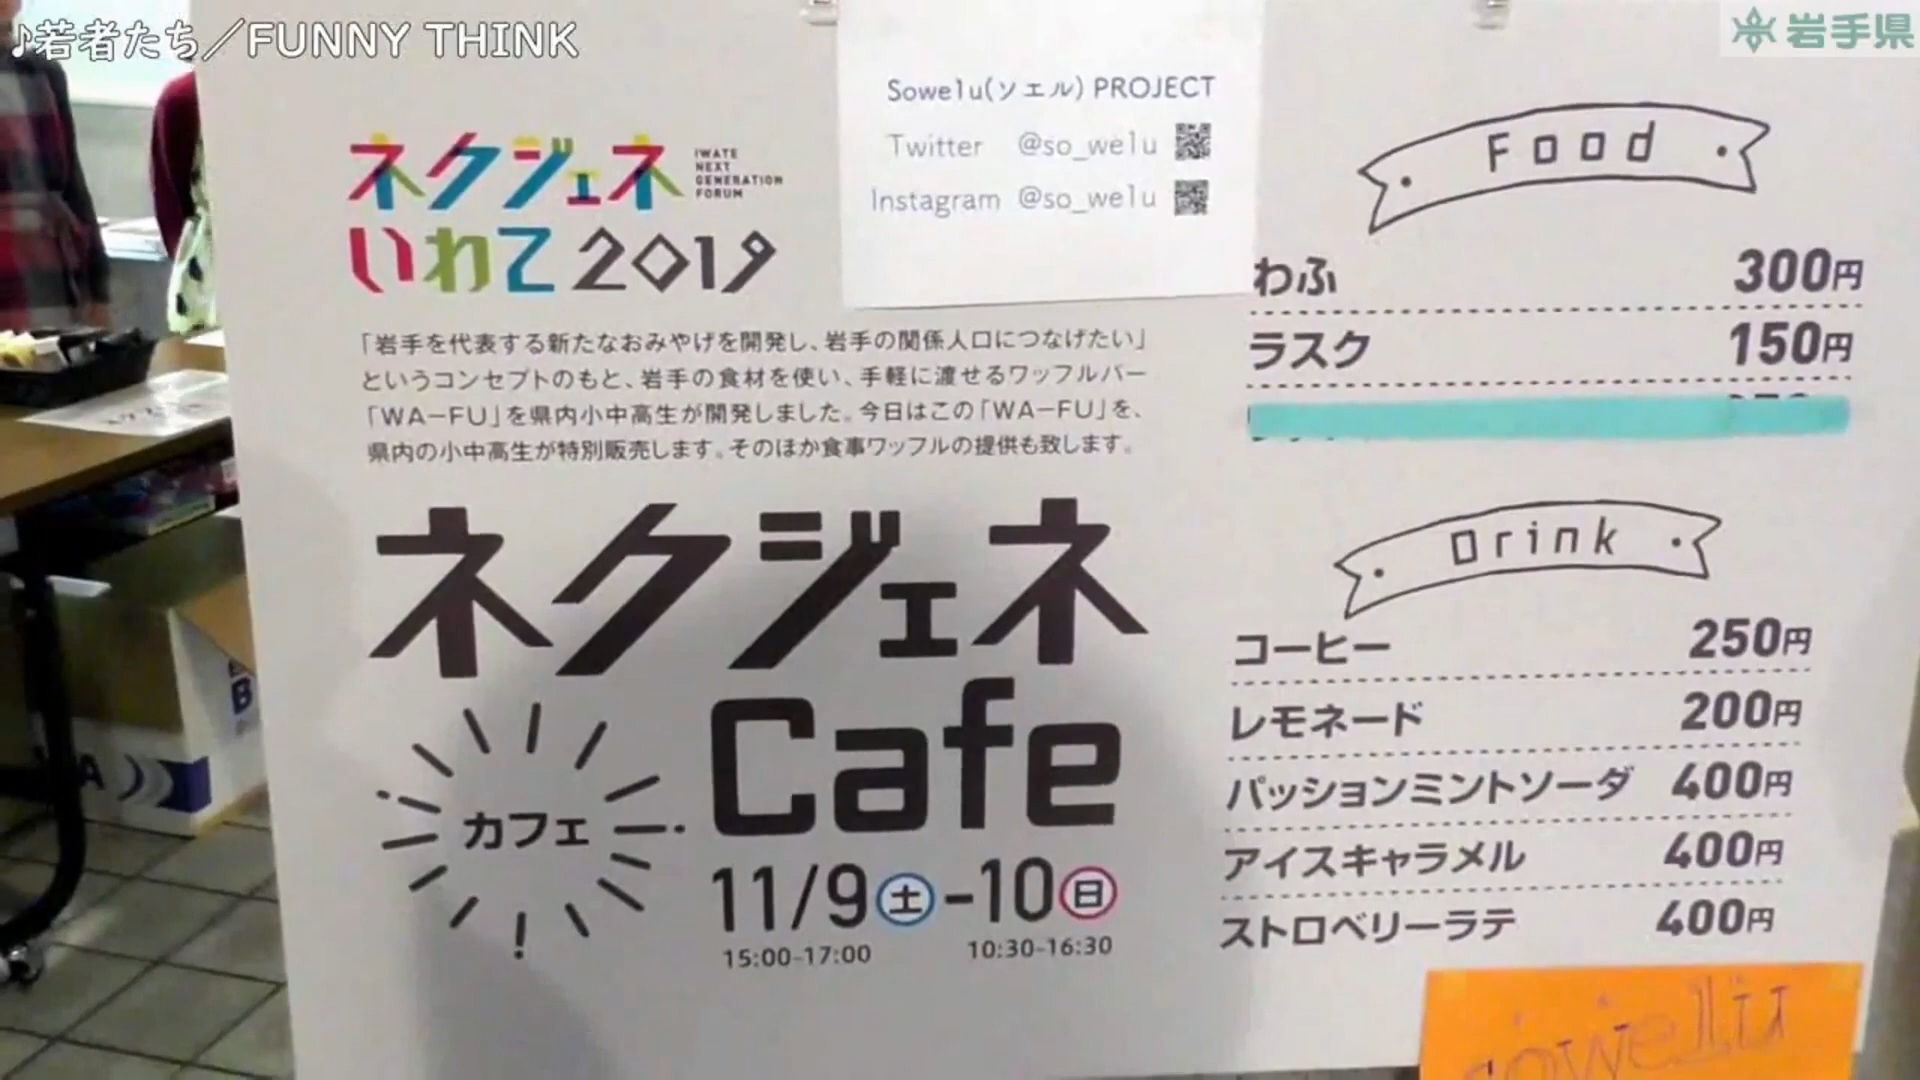 ♪若者たち／FUNNY THINK
岩手県
Sowelu(ソエル) PROJECT
Twitter @so_welu
Instagram @so_welu
ネクジェネ
IWATE
NEXT
GENERATION
FORUM
いわて2019
「岩手を代表する新たなおみやげを開発し、岩手の関係人口につなげたい」
というコンセプトのもと、岩手の食材を使い、手軽に渡せるワッフルバー
「WA-FU」を県内小中高生が開発しました。今日はこの「WA-FU」を、
県内の小中高生が特別販売します。そのほか食事ワッフルの提供も致します。
ネクジェネ
Cafe
カフェ
11/9土-10日
15:00-17:00 10:30-16:30
Food
わふ 300円
ラスク 150円
Drink
コーヒー 250円
レモネード 200円
パッションミントソーダ 400円
アイスキャラメル 400円
ストロベリーラテ 400円
sowelu